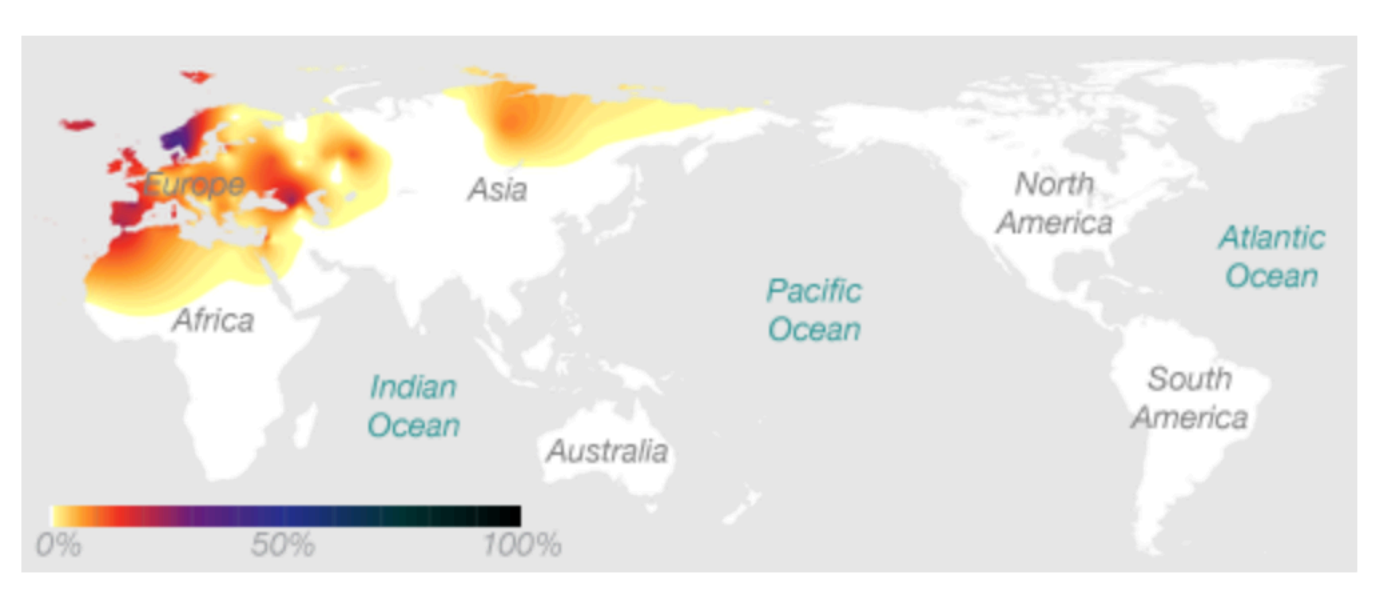 Europe
Asia
North
America
Atlantic
Ocean
Pacific
Ocean
Africa
Indian
Ocean
South
America
Australia
0%
50%
100%